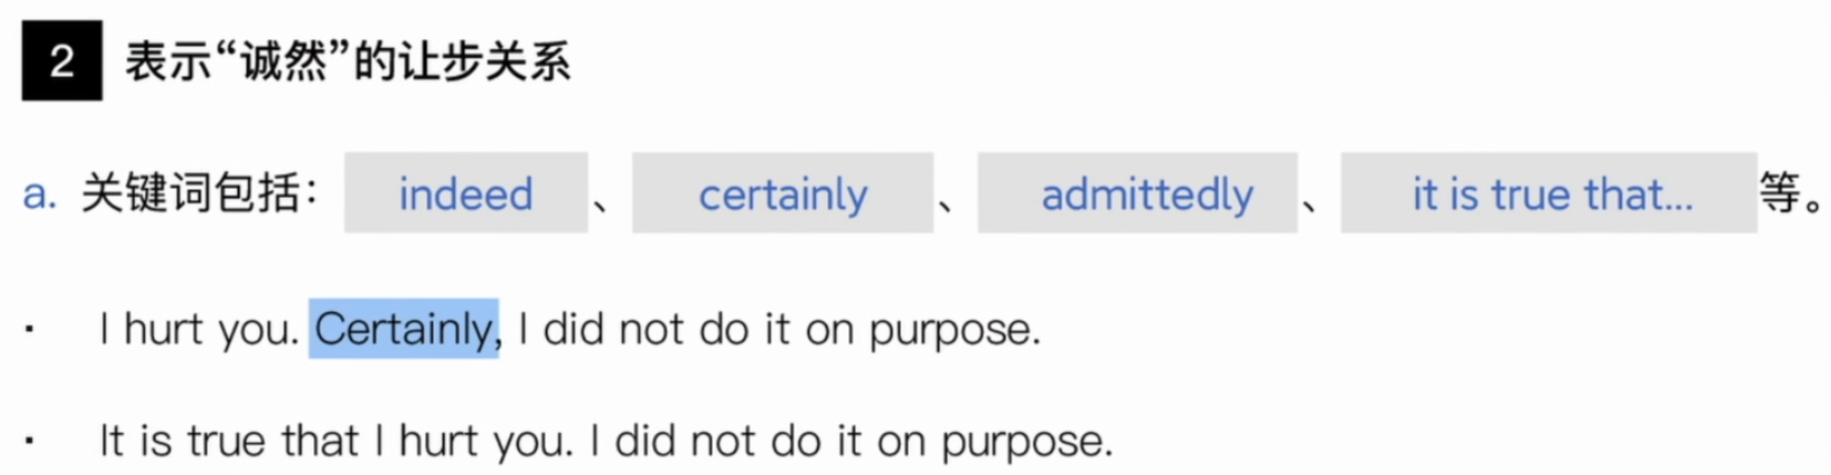 2 表示“诚然”的让步关系
a. 关键词包括：indeed、certainly、admittedly、it is true that...等。
· I hurt you. Certainly, I did not do it on purpose.
· It is true that I hurt you. I did not do it on purpose.